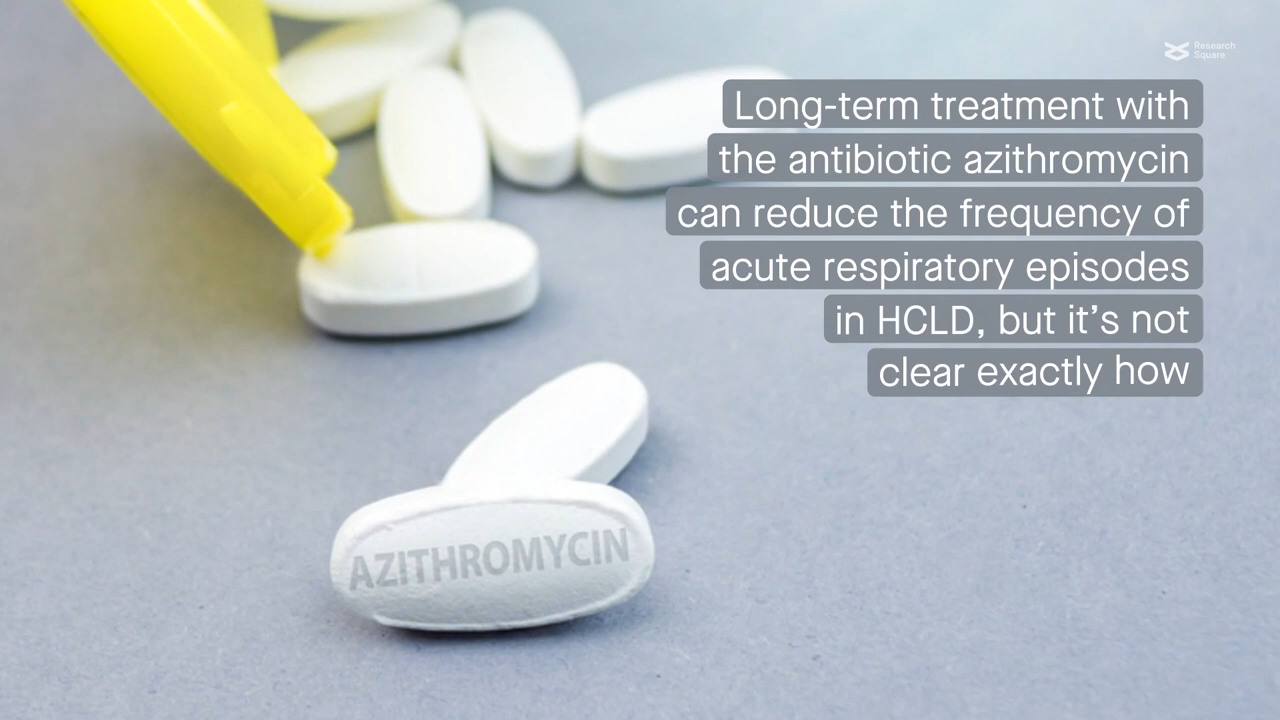 Research
Square
Long-term treatment with
the antibiotic azithromycin
can reduce the frequency of
acute respiratory episodes
in HCLD, but it's not
clear exactly how
AZITHROMYCIN